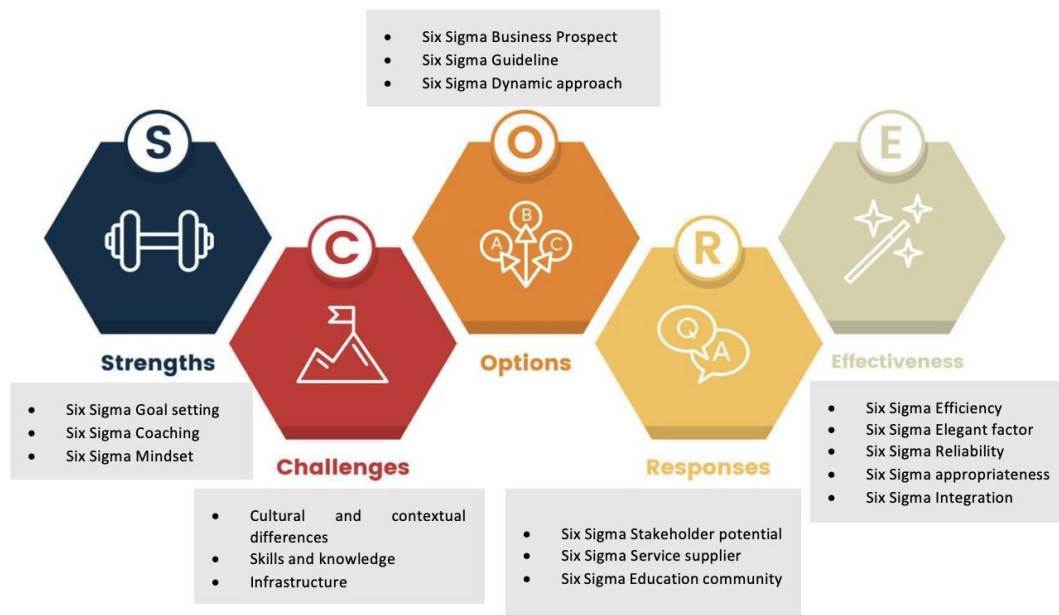 • Six Sigma Business Prospect
• Six Sigma Guideline
• Six Sigma Dynamic approach
S
Strengths
• Six Sigma Goal setting
• Six Sigma Coaching
• Six Sigma Mindset
C
Challenges
• Cultural and contextual
differences
• Skills and knowledge
• Infrastructure
O
B
A
C
Options
R
Q
A
Responses
• Six Sigma Stakeholder potential
• Six Sigma Service supplier
• Six Sigma Education community
E
Effectiveness
• Six Sigma Efficiency
• Six Sigma Elegant factor
• Six Sigma Reliability
• Six Sigma appropriateness
• Six Sigma Integration